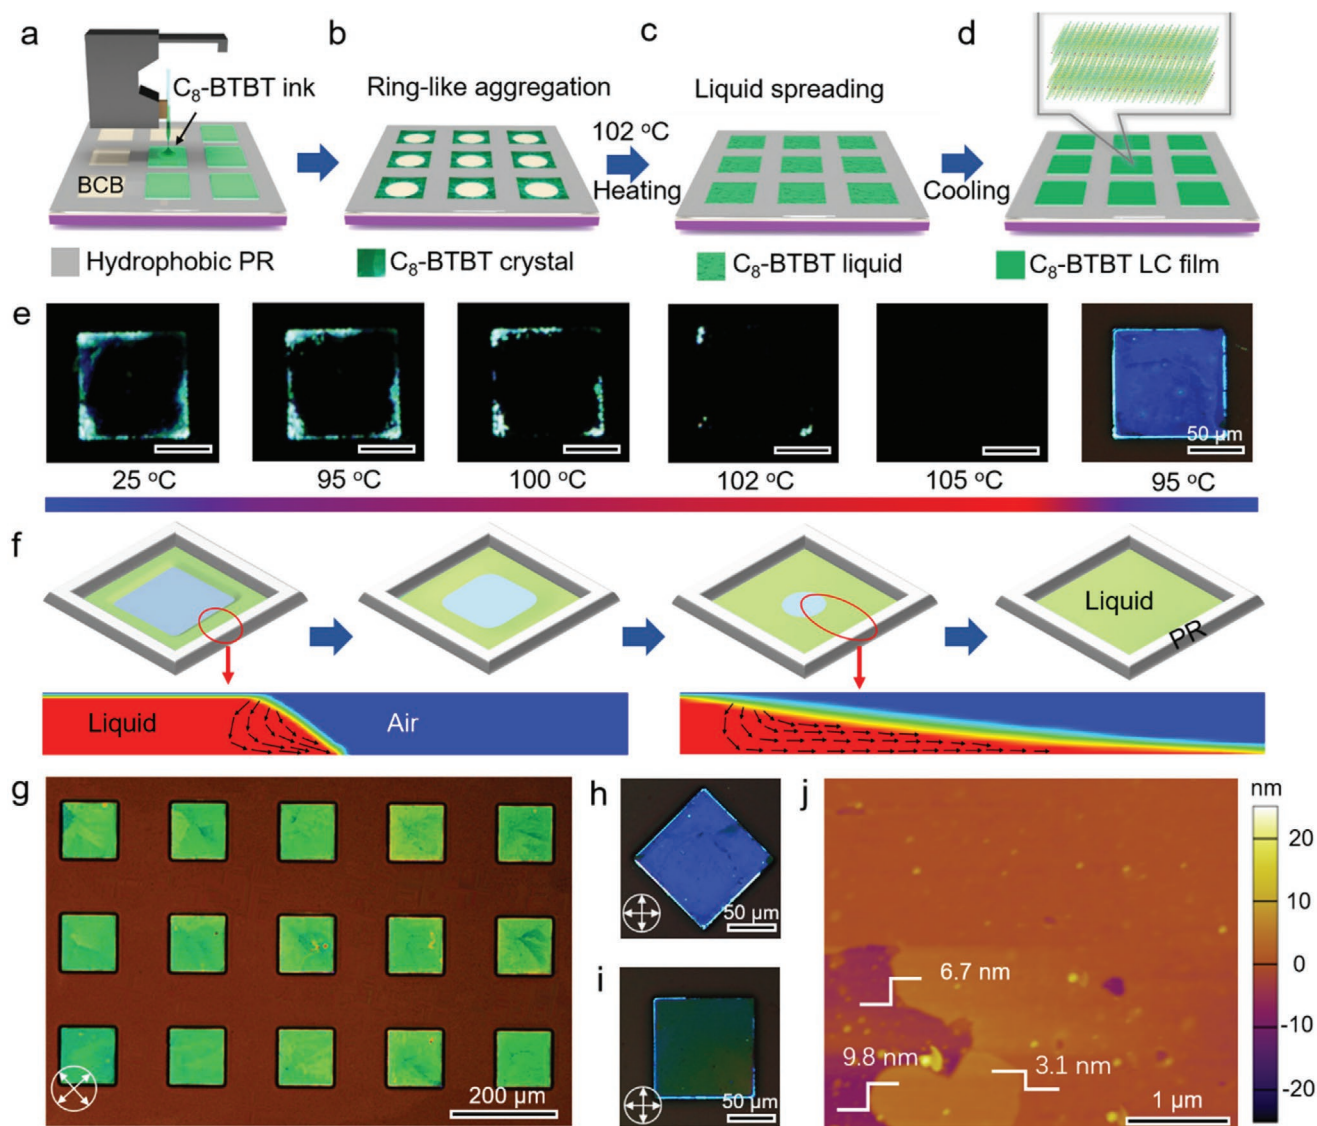 a
C₈-BTBT ink
BCB
Hydrophobic PR
b
Ring-like aggregation
C₈-BTBT crystal
102 °C
Heating
c
Liquid spreading
C₈-BTBT liquid
Cooling
d
C₈-BTBT LC film
e
50 µm
25 °C
95 °C
100 °C
102 °C
105 °C
95 °C
f
Liquid
PR
Liquid
Air
g
200 µm
h
50 µm
i
50 µm
j
6.7 nm
9.8 nm
3.1 nm
1 µm
nm
20
10
0
-10
-20